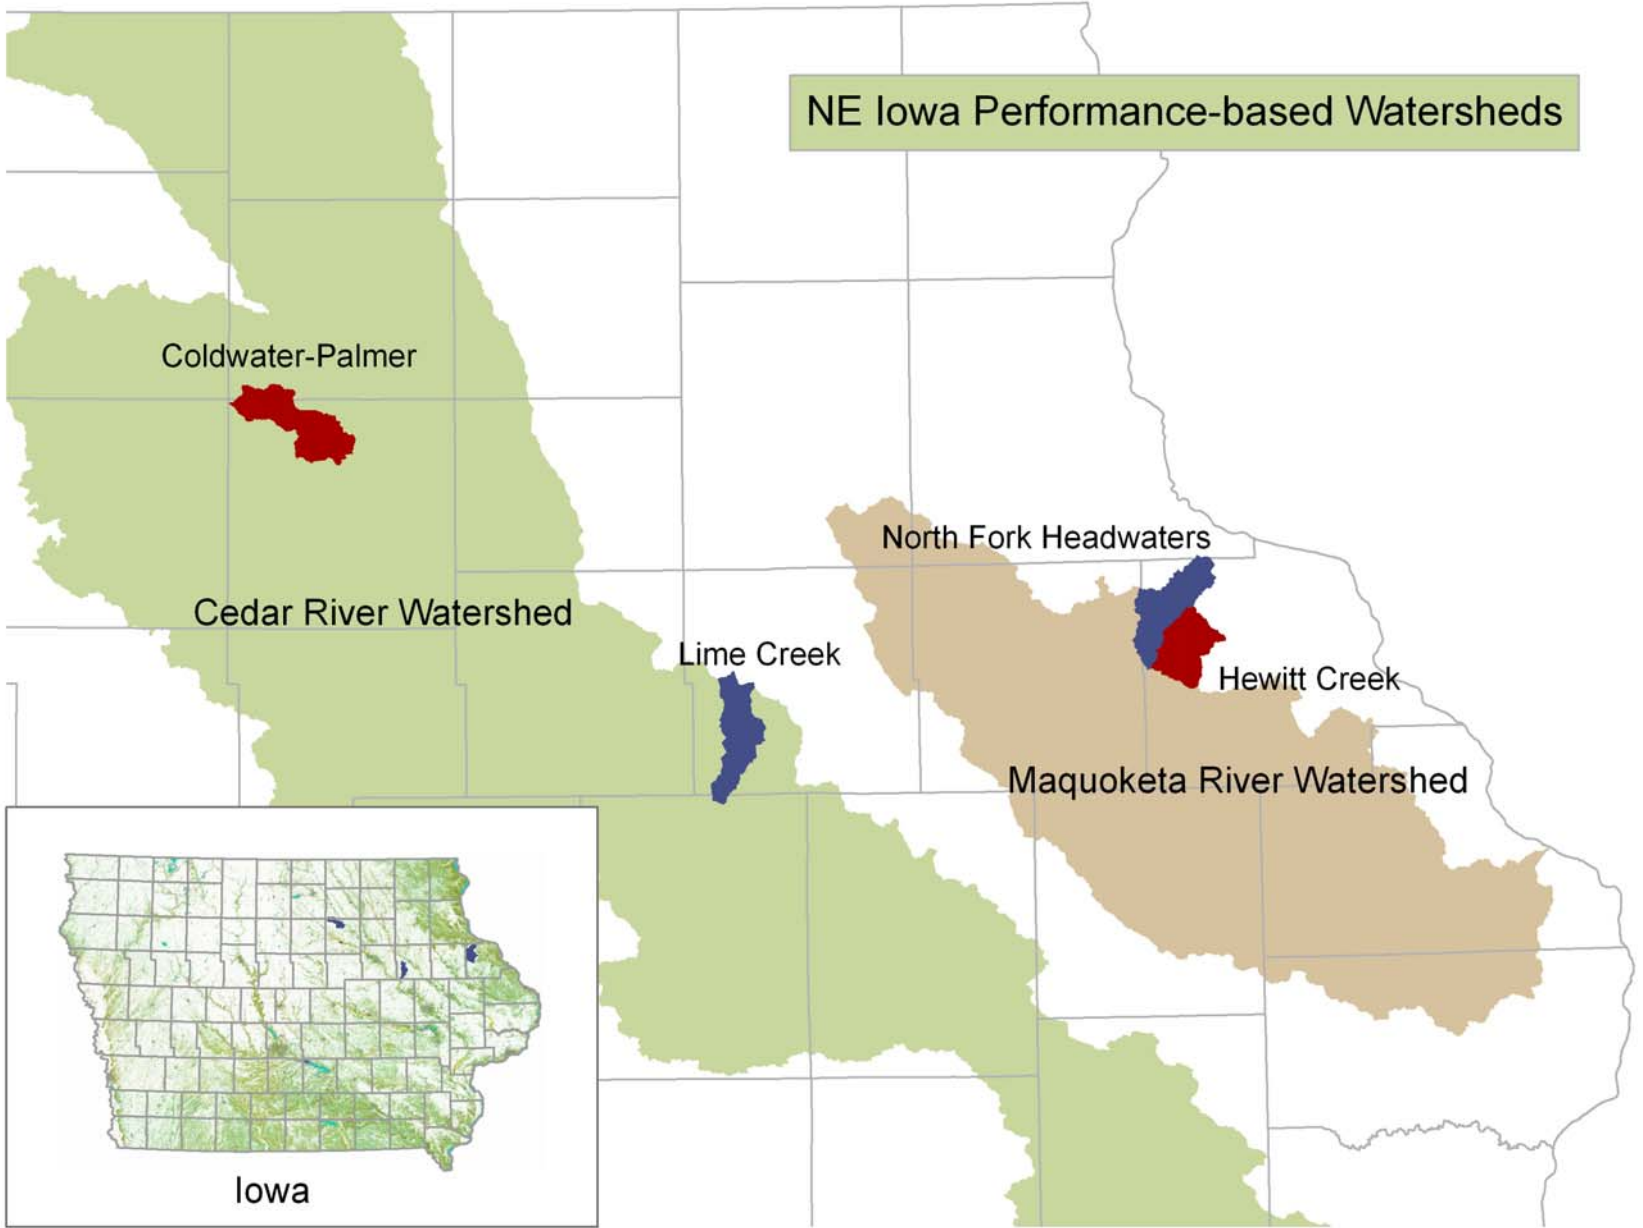 NE Iowa Performance-based Watersheds
Coldwater-Palmer
North Fork Headwaters
Cedar River Watershed
Lime Creek
Hewitt Creek
Maquoketa River Watershed
Iowa